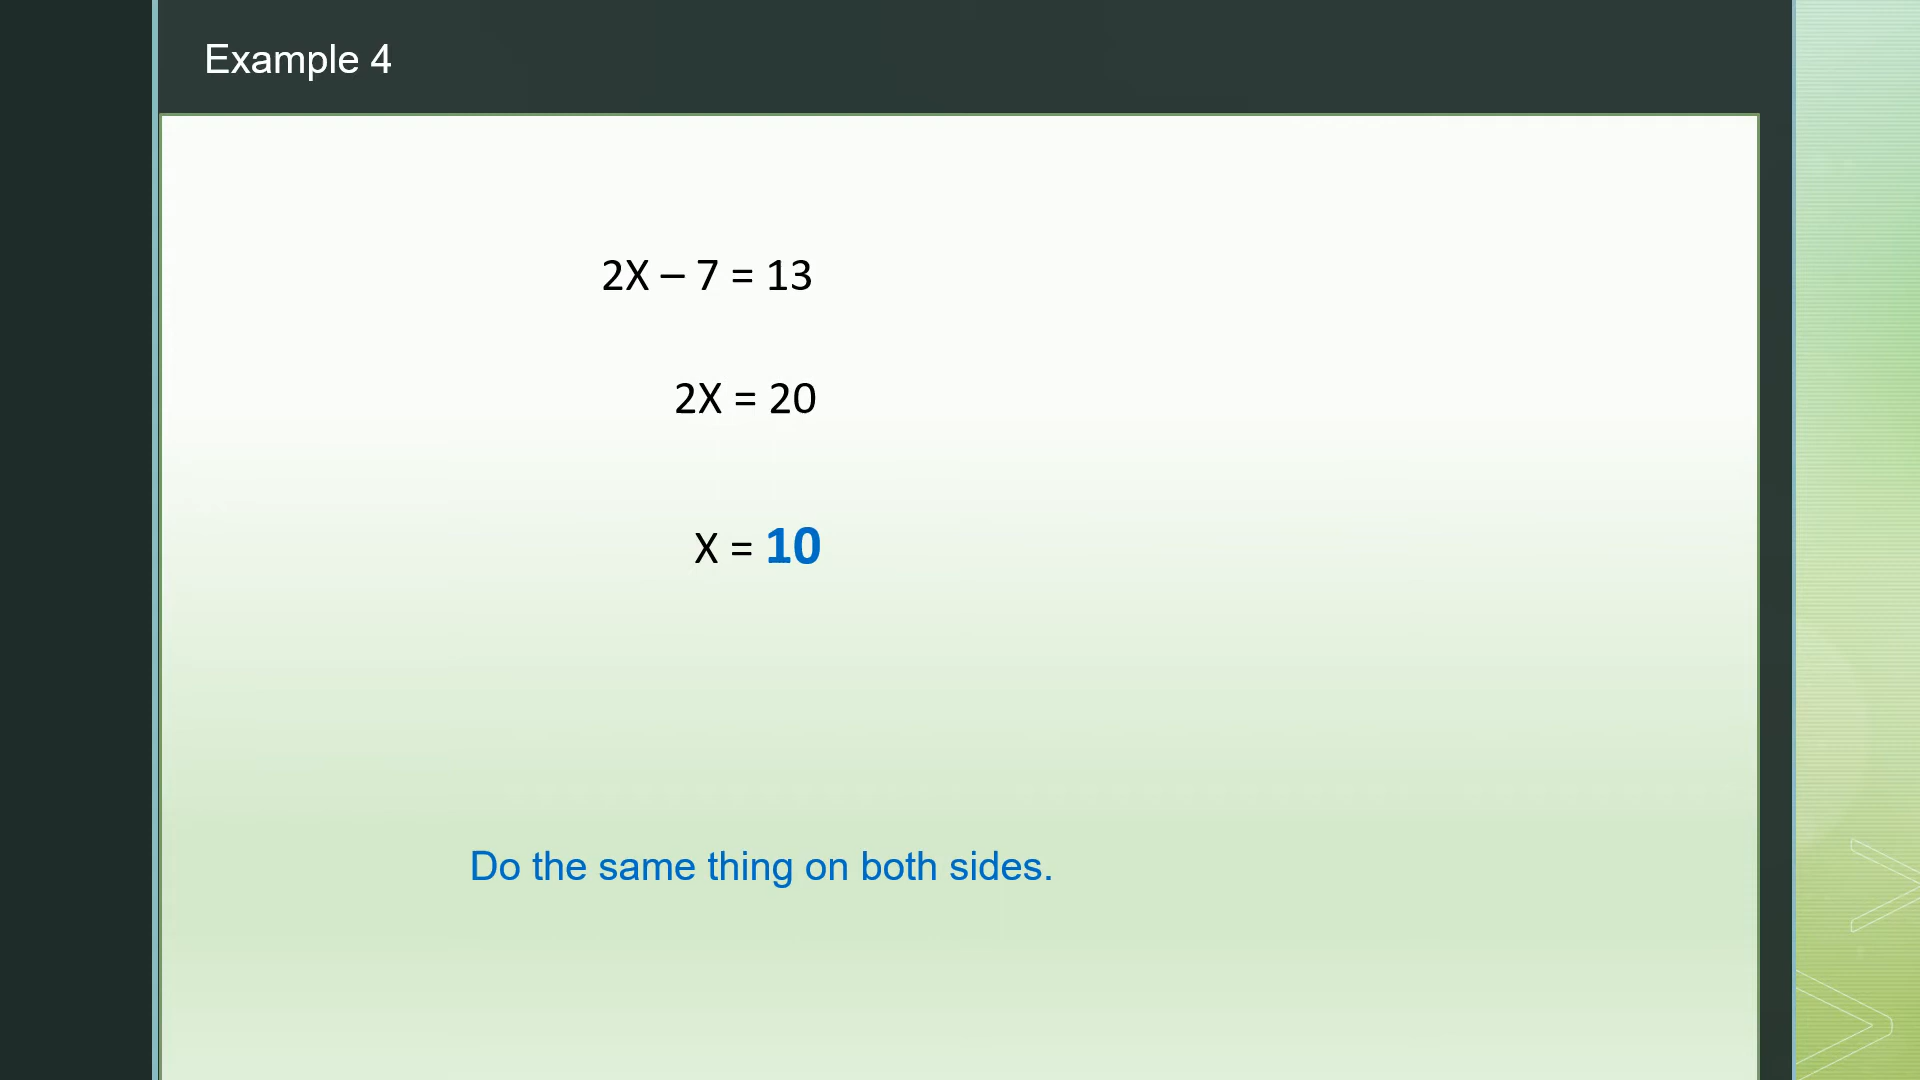 Example 4
2X – 7 = 13
2X = 20
X = 10
Do the same thing on both sides.